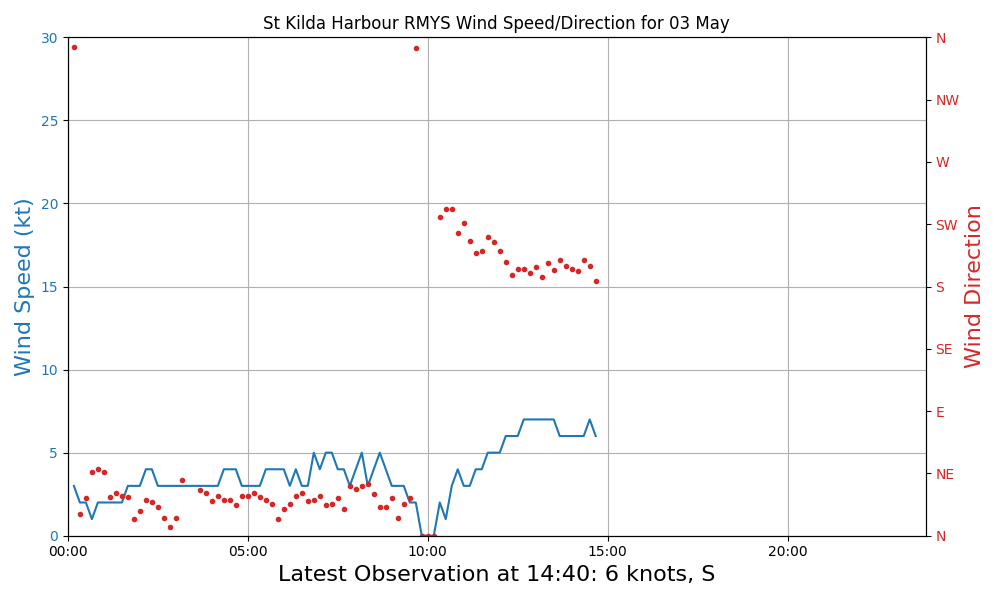 St Kilda Harbour RMYS Wind Speed/Direction for 03 May
30
25
20
15
10
5
0
Wind Speed (kt)
N
NW
W
SW
S
SE
E
NE
N
Wind Direction
00:00 05:00 10:00 15:00 20:00
Latest Observation at 14:40: 6 knots, S